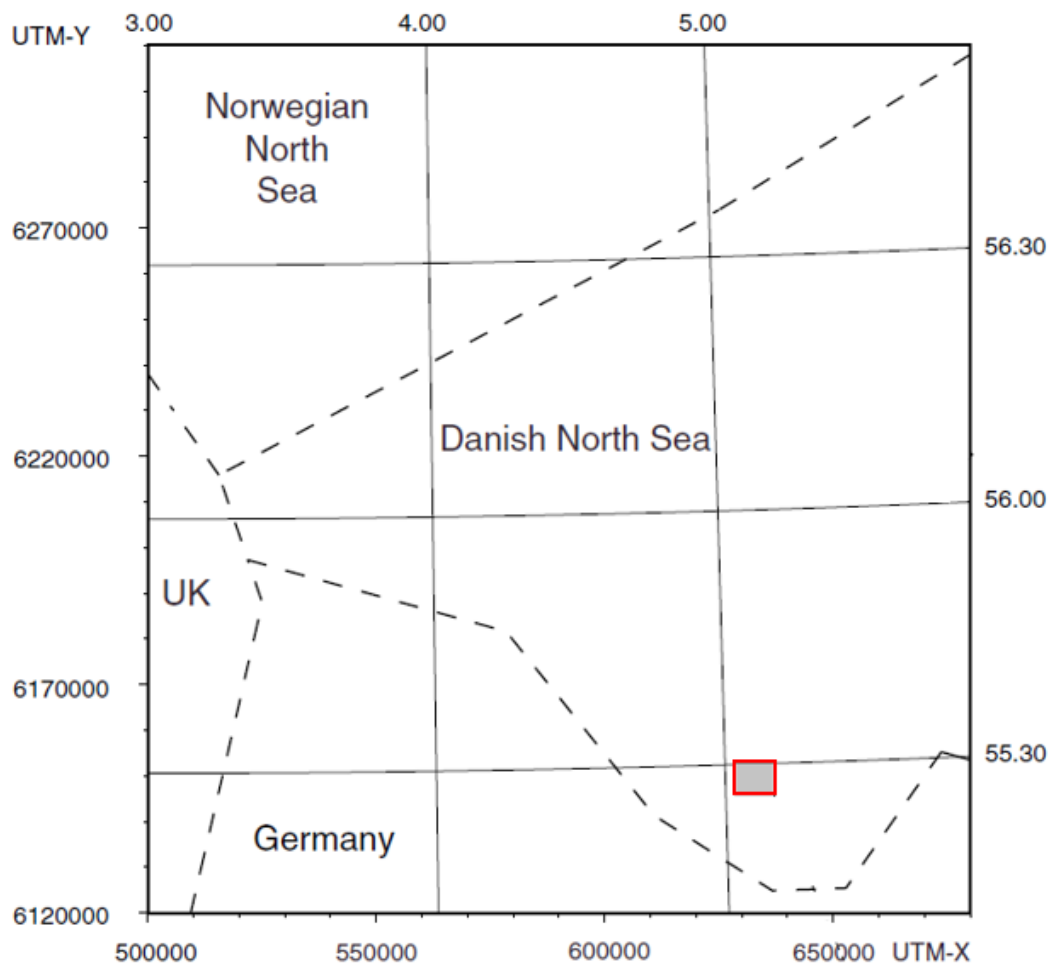 3.00 4.00 5.00
UTM-Y
Norwegian
North
Sea
6270000
56.30
Danish North Sea
6220000
56.00
UK
6170000
55.30
Germany
6120000
500000 550000 600000 650000 UTM-X